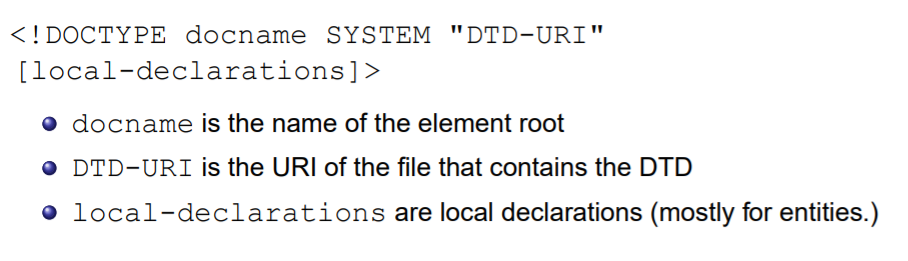 <!DOCTYPE docname SYSTEM "DTD-URI"
[local-declarations]>
docname is the name of the element root
DTD-URI is the URI of the file that contains the DTD
local-declarations are local declarations (mostly for entities.)